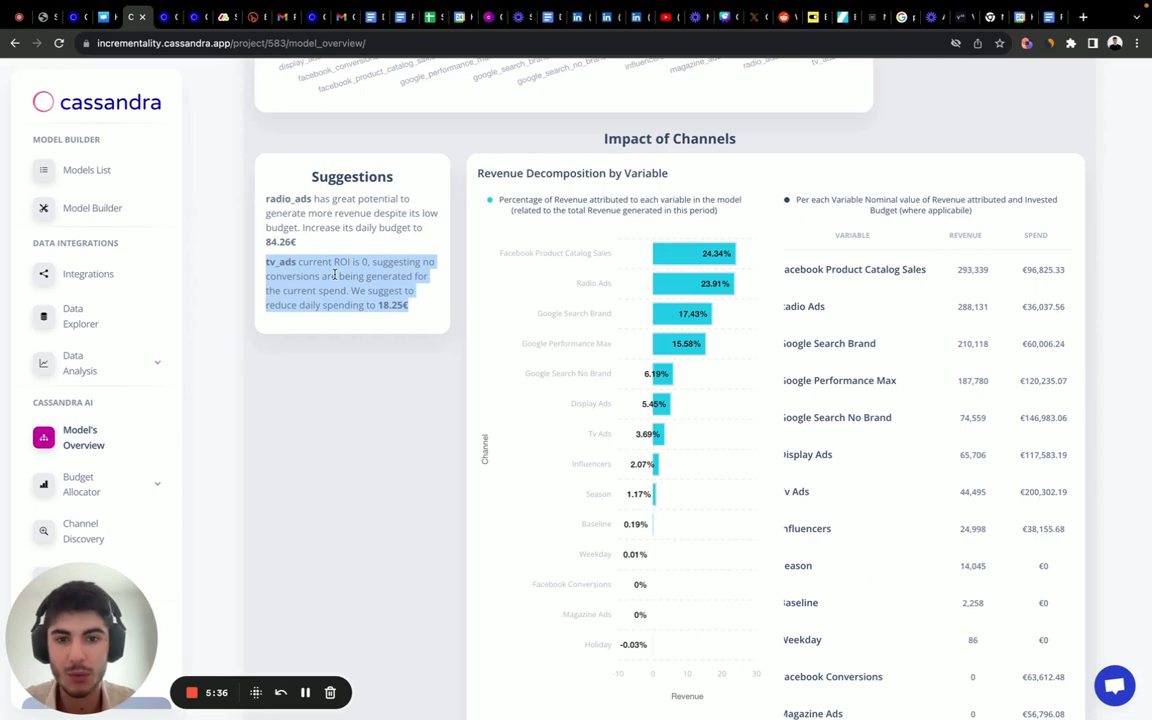 incrementality.cassandra.app/project/583/model_overview/
cassandra
MODEL BUILDER
Models List
Model Builder
DATA INTEGRATIONS
Integrations
Data
Explorer
Data
Analysis
CASSANDRA AI
Model's
Overview
Budget
Allocator
Channel
Discovery
display_ads
facebook_conversions
facebook_product_catalog_sales
google_performance_max
google_search_brand
google_search_no_brand
influencers
magazine_ads
radio_ads
tv_ads
Impact of Channels
Suggestions
radio_ads has great potential to
generate more revenue despite its low
budget. Increase its daily budget to
84.26€
tv_ads current ROI is 0, suggesting no
conversions are being generated for
the current spend. We suggest to
reduce daily spending to 18.25€
Revenue Decomposition by Variable
Percentage of Revenue attributed to each variable in the model
(related to the total Revenue generated in this period)
Facebook Product Catalog Sales 24.34%
Radio Ads 23.91%
Google Search Brand 17.43%
Google Performance Max 15.58%
Google Search No Brand 6.19%
Display Ads 5.45%
Tv Ads 3.69%
Influencers 2.07%
Season 1.17%
Baseline 0.19%
Weekday 0.01%
Facebook Conversions 0%
Magazine Ads 0%
Holiday -0.03%
-10 0 10 20 30
Revenue
Channel
Per each Variable Nominal value of Revenue attributed and Invested
Budget (where applicable)
VARIABLE REVENUE SPEND
acebook Product Catalog Sales 293,339 €96,825.33
adio Ads 288,131 €36,037.56
oogle Search Brand 210,118 €60,006.24
oogle Performance Max 187,780 €120,235.07
oogle Search No Brand 74,559 €146,983.06
isplay Ads 65,706 €117,583.19
v Ads 44,495 €200,302.19
nfluencers 24,998 €38,155.68
eason 14,045 €0
aseline 2,258 €0
eekday 86 €0
acebook Conversions 0 €63,612.48
agazine Ads 0 €56,796.08
5:36